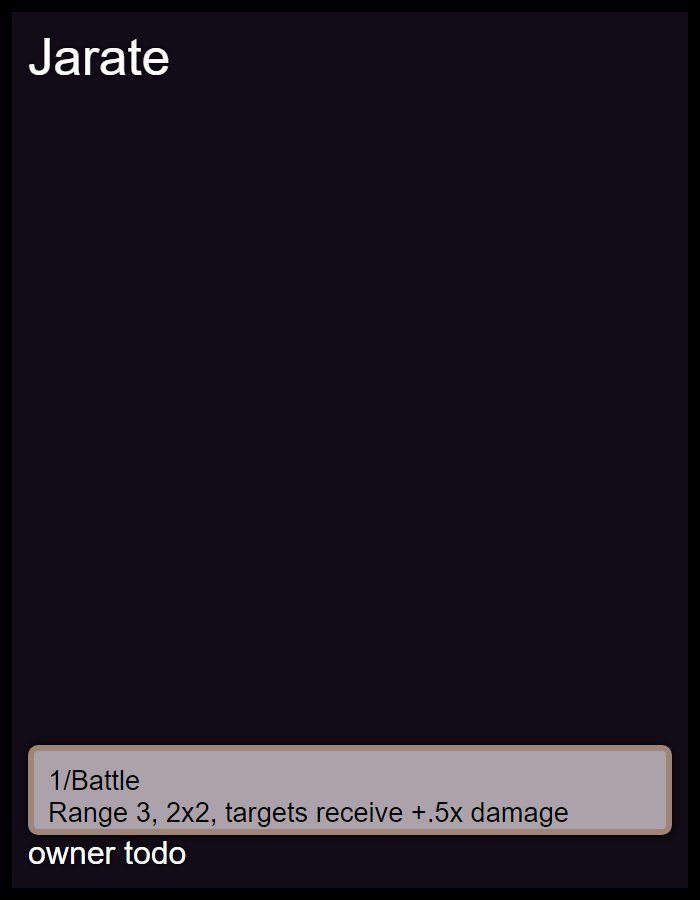 Jarate
1/Battle
Range 3, 2x2, targets receive +.5x damage
owner todo